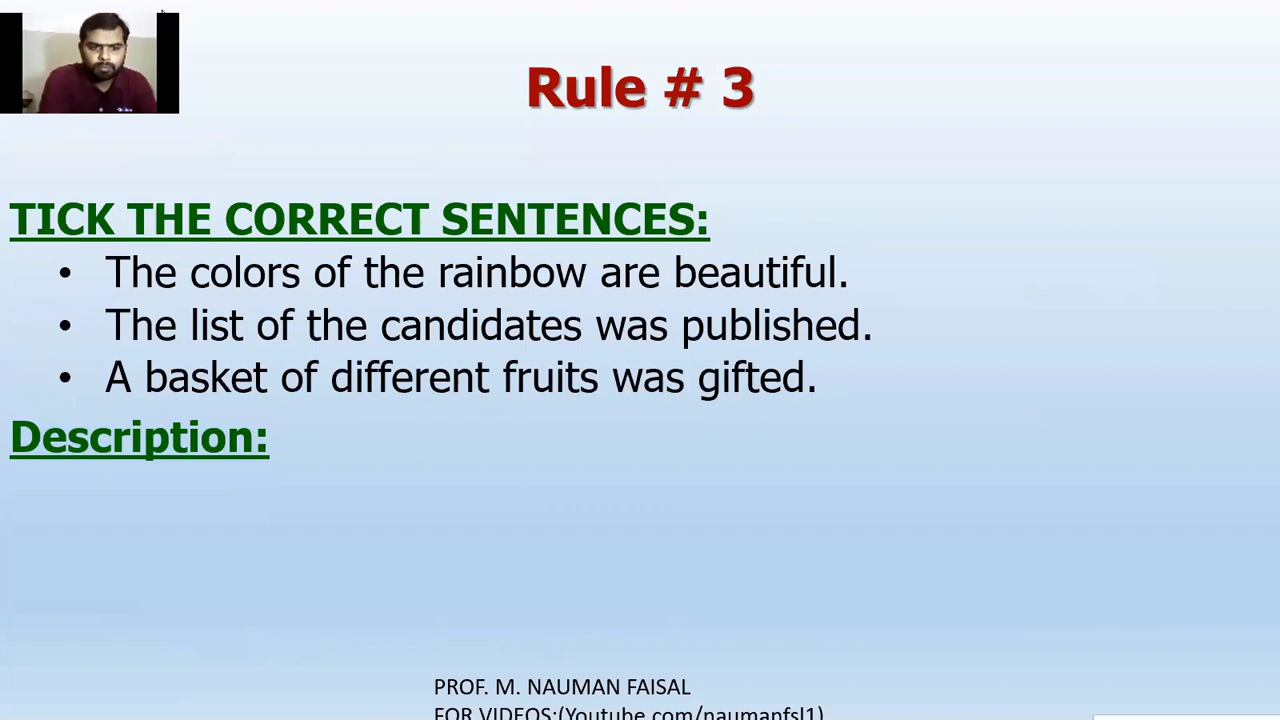 Rule # 3
TICK THE CORRECT SENTENCES:
• The colors of the rainbow are beautiful.
• The list of the candidates was published.
• A basket of different fruits was gifted.
Description:
PROF. M. NAUMAN FAISAL
FOR VIDEOS:(Youtube.com/naumanfsl1)